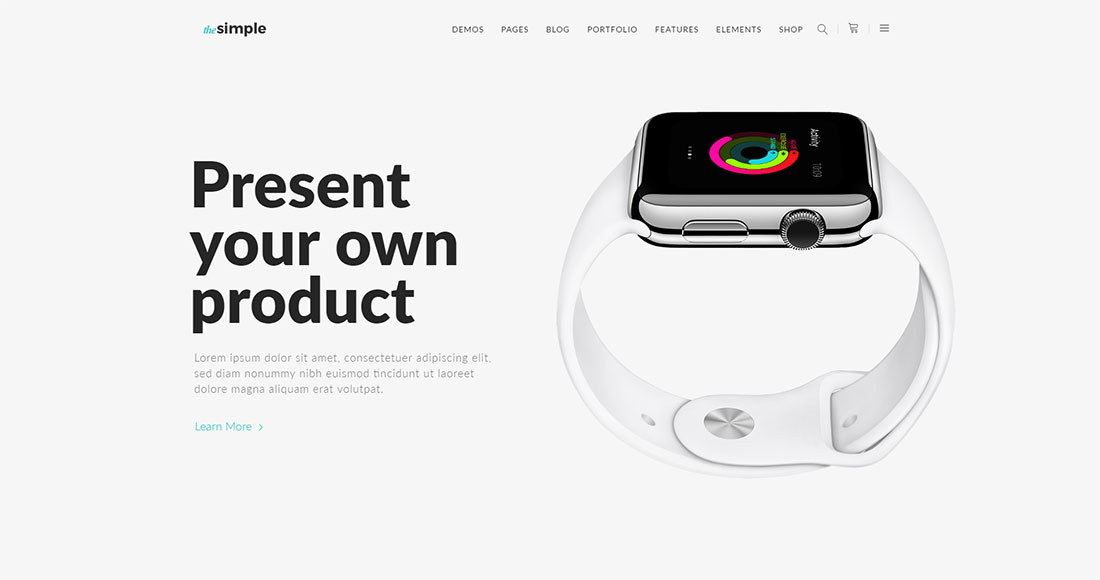 thesimple
DEMOS PAGES BLOG PORTFOLIO FEATURES ELEMENTS SHOP
Present
your own
product
Lorem ipsum dolor sit amet, consectetuer adipiscing elit,
sed diam nonummy nibh euismod tincidunt ut laoreet
dolore magna aliquam erat volutpat.
Learn More
Activity
10:09